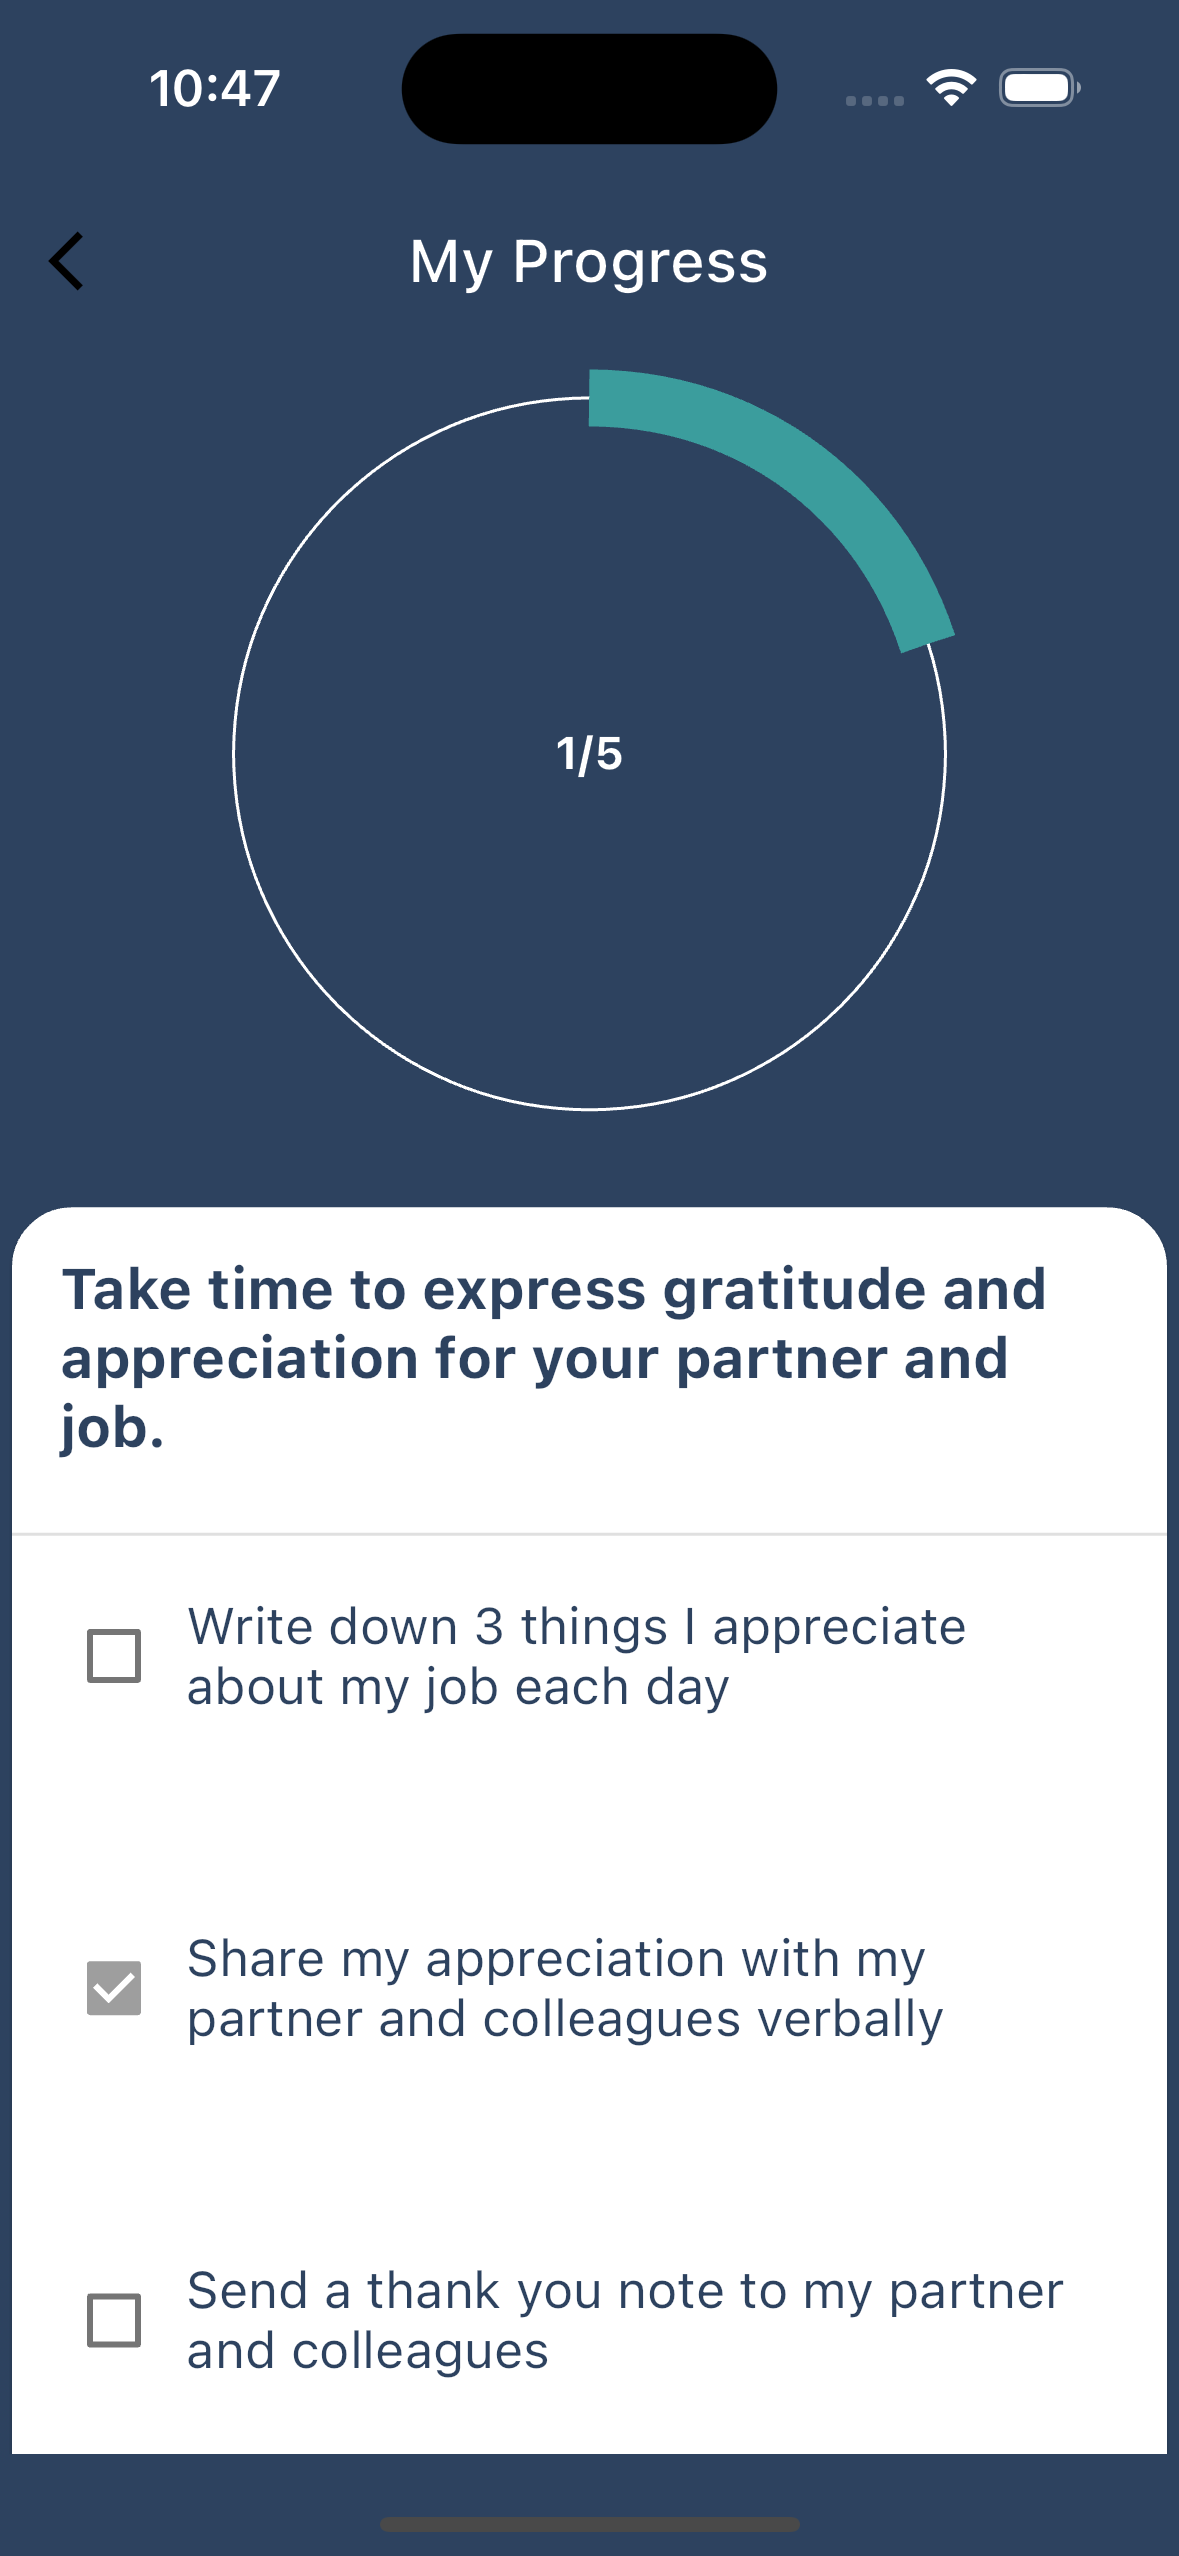 10:47
My Progress
1/5
Take time to express gratitude and
appreciation for your partner and
job.
Write down 3 things I appreciate
about my job each day
Share my appreciation with my
partner and colleagues verbally
Send a thank you note to my partner
and colleagues